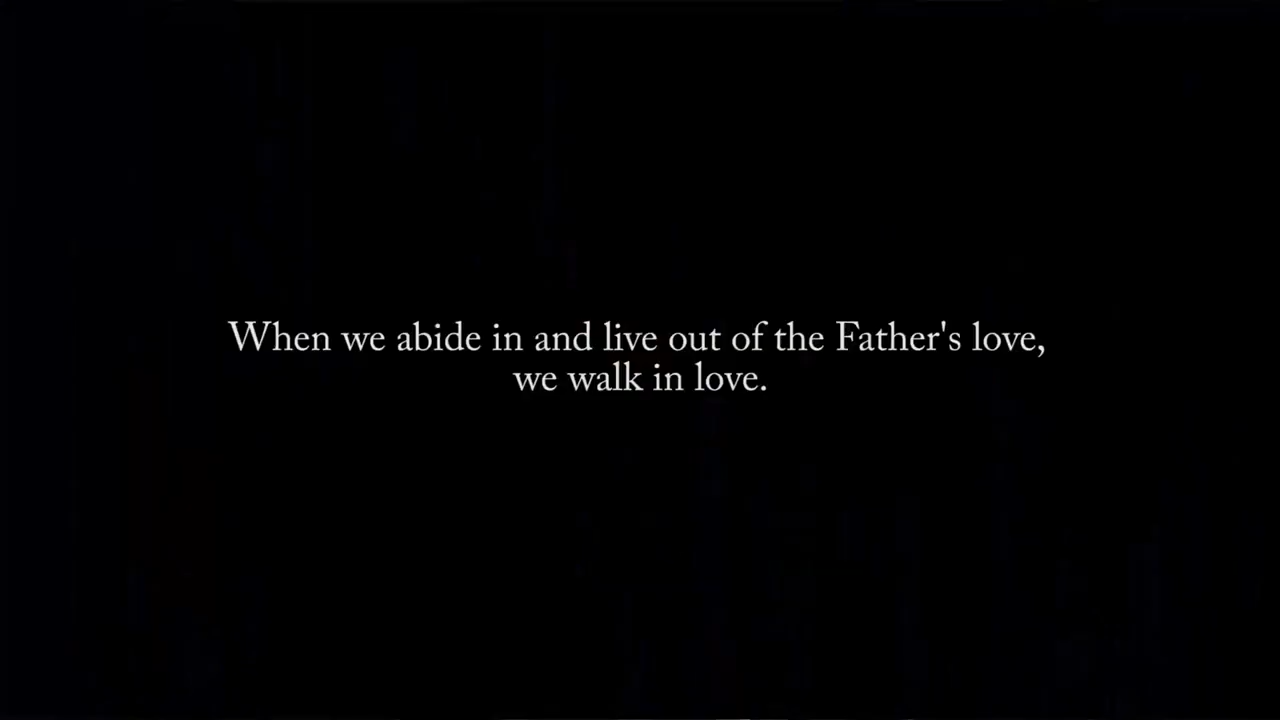 When we abide in and live out of the Father's love,
we walk in love.